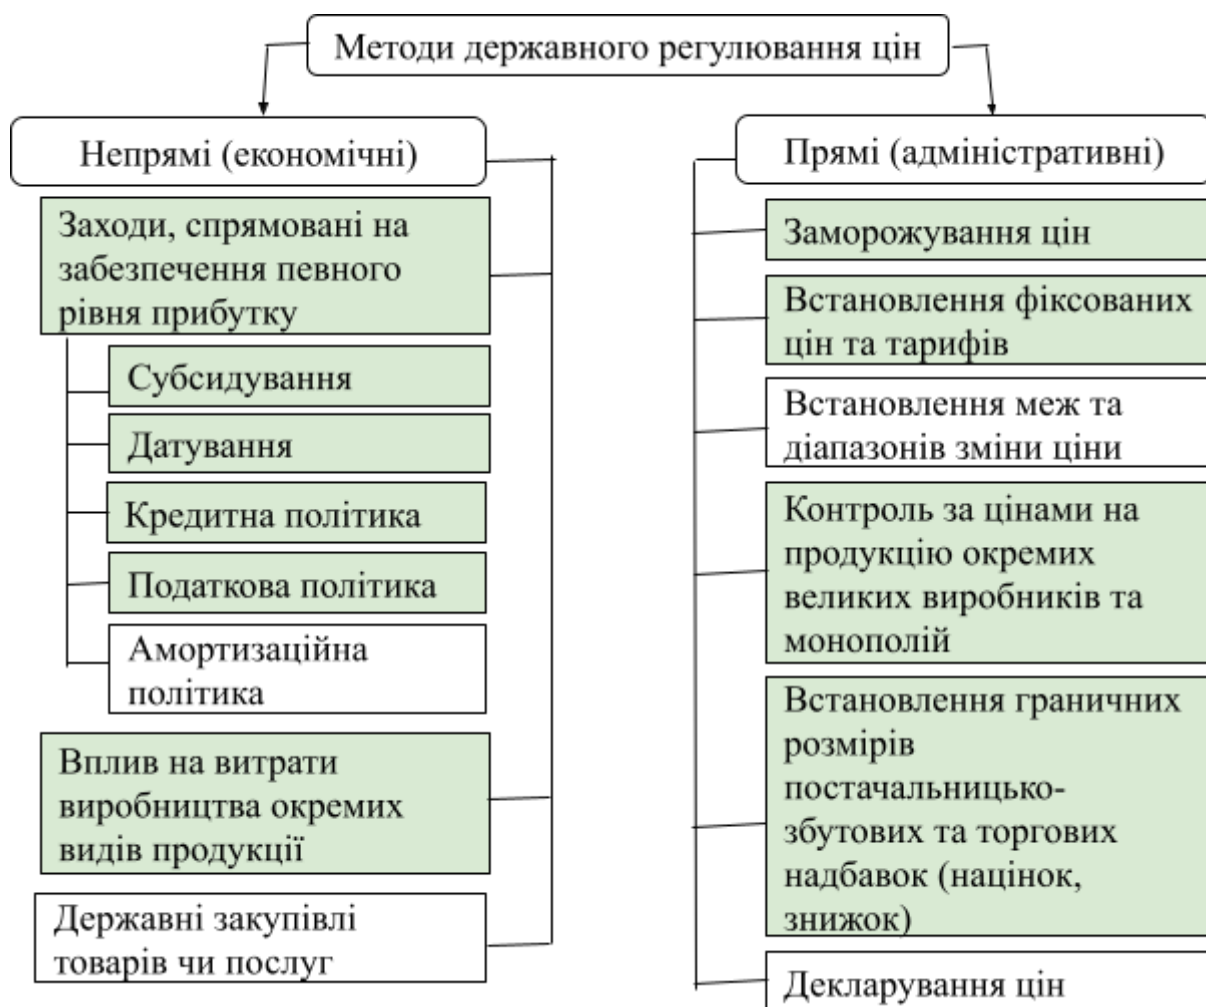 Методи державного регулювання цін
Непрямі (економічні)
Заходи, спрямовані на
забезпечення певного
рівня прибутку
Субсидування
Датування
Кредитна політика
Податкова політика
Амортизаційна
політика
Вплив на витрати
виробництва окремих
видів продукції
Державні закупівлі
товарів чи послуг
Прямі (адміністративні)
Заморожування цін
Встановлення фіксованих
цін та тарифів
Встановлення меж та
діапазонів зміни ціни
Контроль за цінами на
продукцію окремих
великих виробників та
монополій
Встановлення граничних
розмірів
постачальницько-
збутових та торгових
надбавок (націнок,
знижок)
Декларування цін